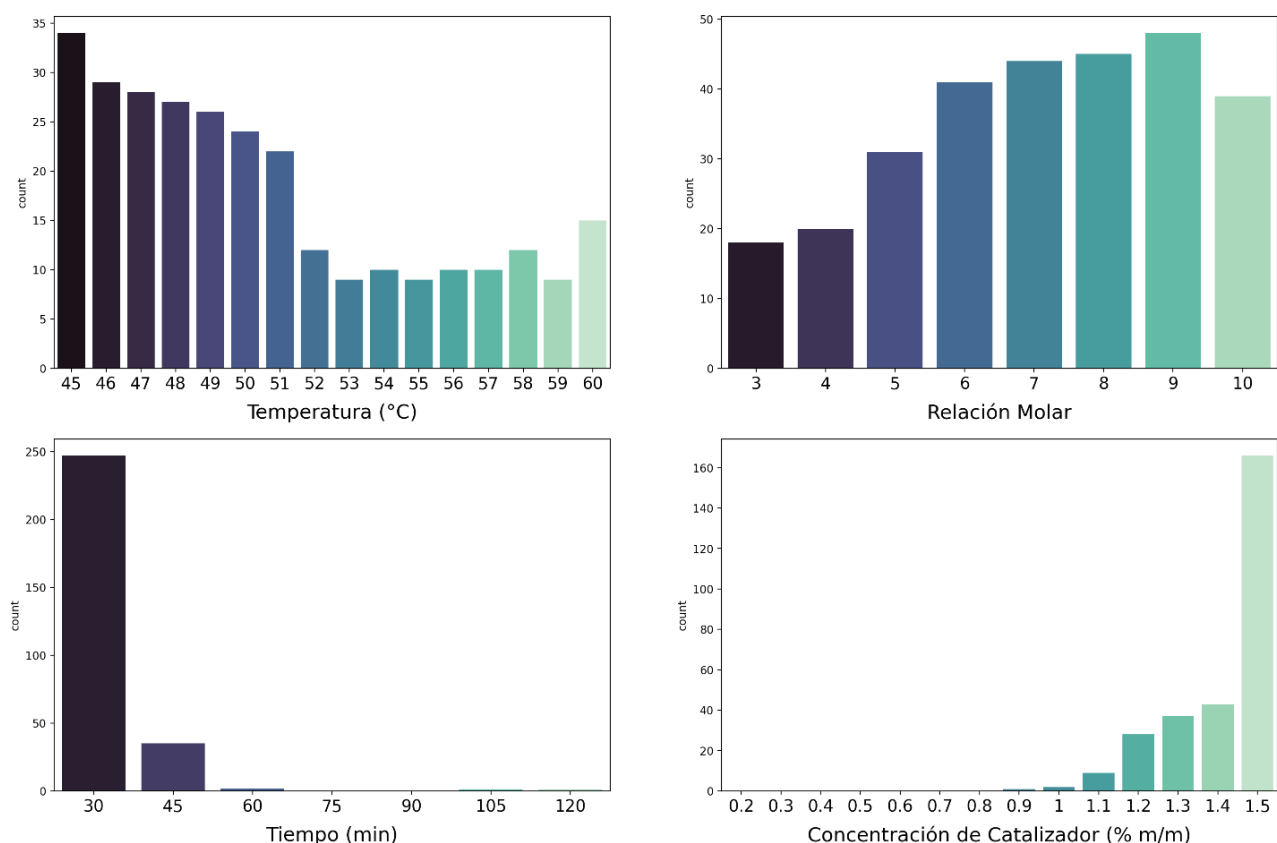 35
30
25
20
15
10
5
0
count
45 46 47 48 49 50 51 52 53 54 55 56 57 58 59 60
Temperatura (°C)
50
40
30
20
10
0
count
3 4 5 6 7 8 9 10
Relación Molar
250
200
150
100
50
0
count
30 45 60 75 90 105 120
Tiempo (min)
160
140
120
100
80
60
40
20
0
count
0.2 0.3 0.4 0.5 0.6 0.7 0.8 0.9 1 1.1 1.2 1.3 1.4 1.5
Concentración de Catalizador (% m/m)